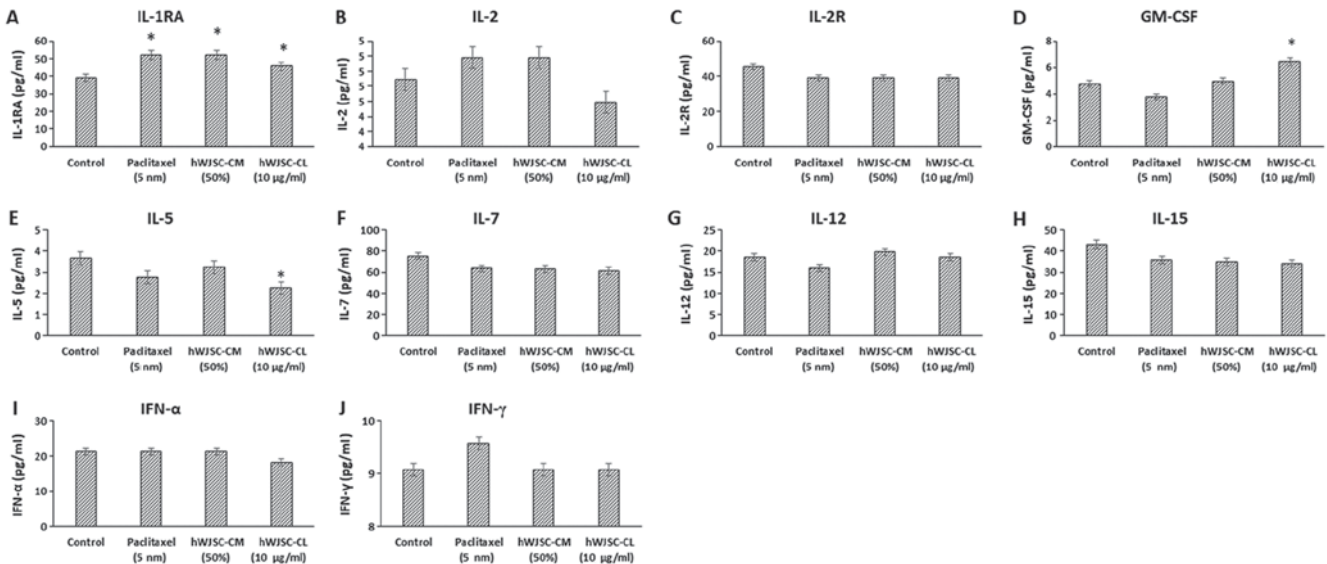 A
IL-1RA
IL-1RA (pg/ml)
60
50
40
30
20
10
0
*
*
*
Control
Paclitaxel
(5 nm)
hWJSC-CM
(50%)
hWJSC-CL
(10 µg/ml)
B
IL-2
IL-2 (pg/ml)
5
5
5
5
5
5
4
4
Control
Paclitaxel
(5 nm)
hWJSC-CM
(50%)
hWJSC-CL
(10 µg/ml)
C
IL-2R
IL-2R (pg/ml)
60
40
20
0
Control
Paclitaxel
(5 nm)
hWJSC-CM
(50%)
hWJSC-CL
(10 µg/ml)
D
GM-CSF
GM-CSF (pg/ml)
8
6
4
2
0
*
Control
Paclitaxel
(5 nm)
hWJSC-CM
(50%)
hWJSC-CL
(10 µg/ml)
E
IL-5
IL-5 (pg/ml)
5
4
3
2
1
0
*
Control
Paclitaxel
(5 nm)
hWJSC-CM
(50%)
hWJSC-CL
(10 µg/ml)
F
IL-7
IL-7 (pg/ml)
100
80
60
40
20
0
Control
Paclitaxel
(5 nm)
hWJSC-CM
(50%)
hWJSC-CL
(10 µg/ml)
G
IL-12
IL-12 (pg/ml)
25
20
15
10
5
0
Control
Paclitaxel
(5 nm)
hWJSC-CM
(50%)
hWJSC-CL
(10 µg/ml)
H
IL-15
IL-15 (pg/ml)
50
40
30
20
10
0
Control
Paclitaxel
(5 nm)
hWJSC-CM
(50%)
hWJSC-CL
(10 µg/ml)
I
IFN-α
IFN-α (pg/ml)
30
20
10
0
Control
Paclitaxel
(5 nm)
hWJSC-CM
(50%)
hWJSC-CL
(10 µg/ml)
J
IFN-γ
IFN-γ (pg/ml)
10
9
8
Control
Paclitaxel
(5 nm)
hWJSC-CM
(50%)
hWJSC-CL
(10 µg/ml)